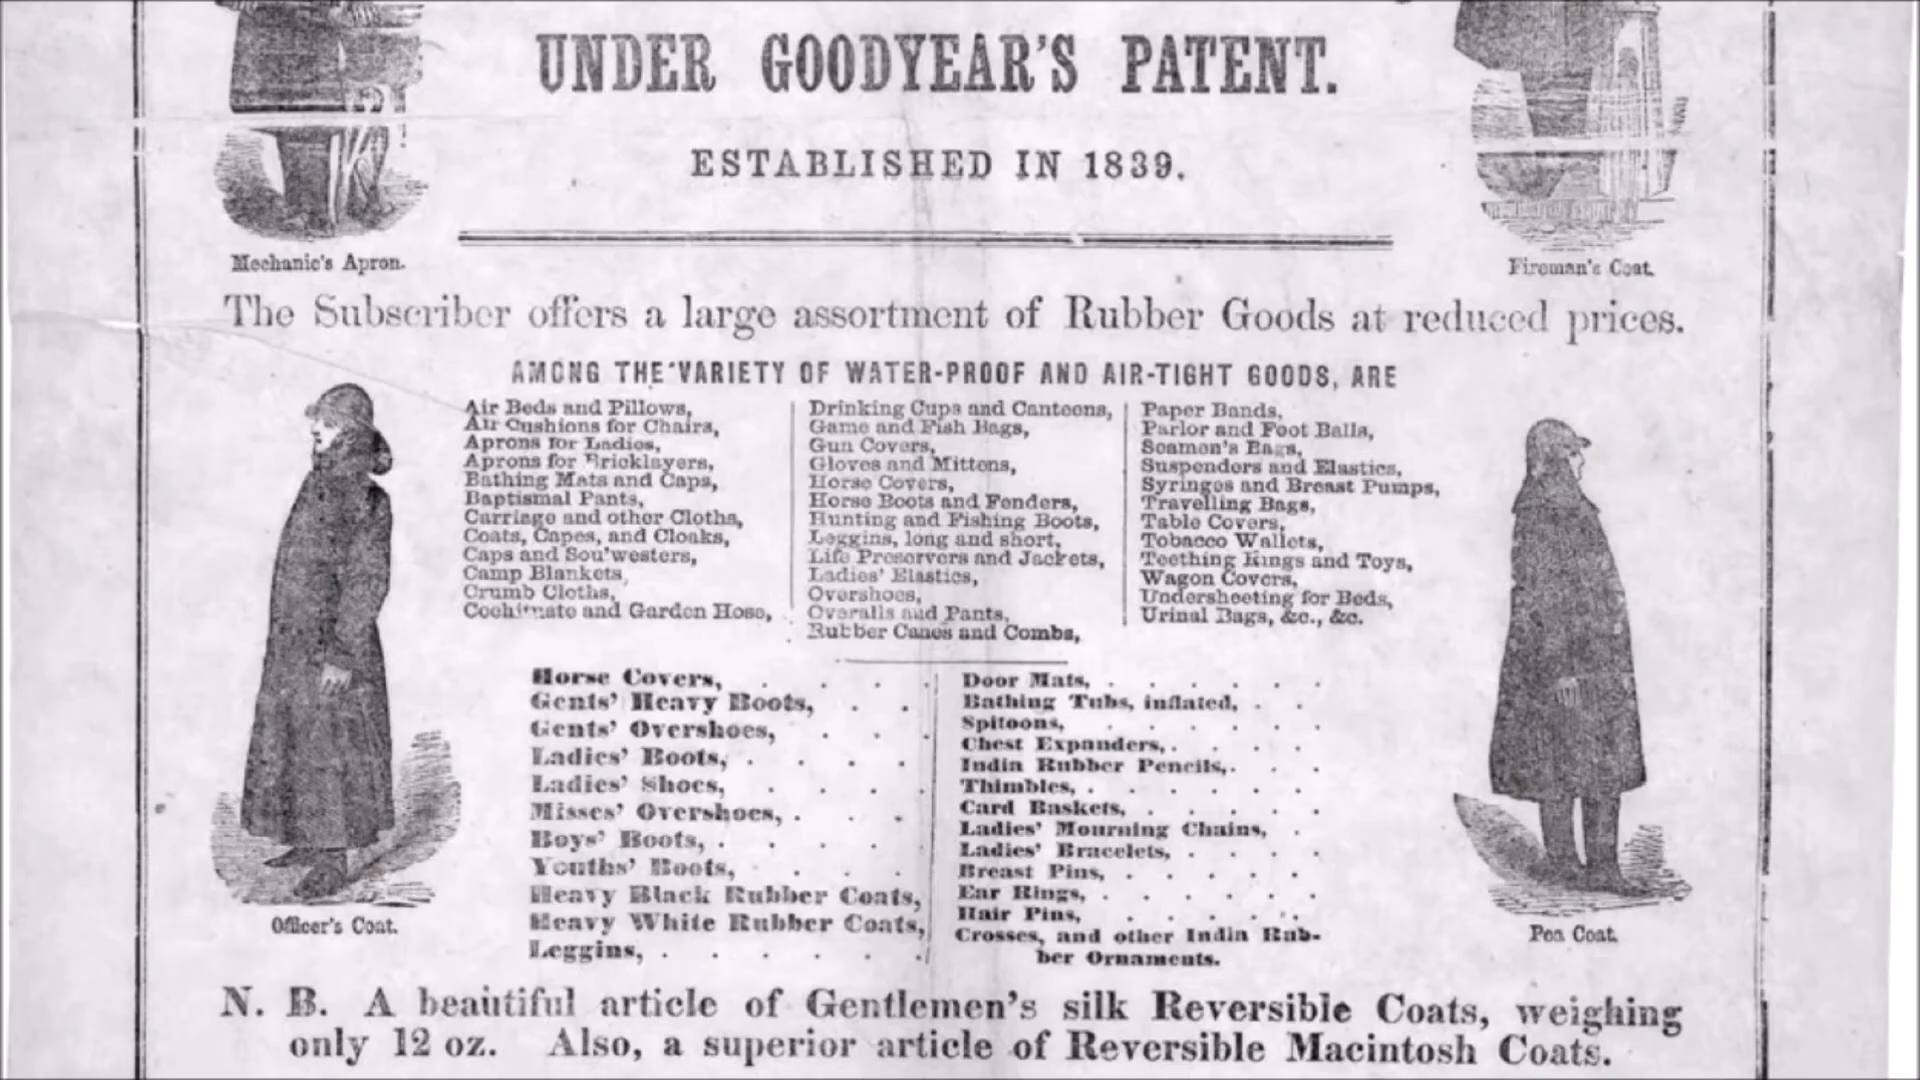 UNDER GOODYEAR'S PATENT.
ESTABLISHED IN 1839.
Mechanic's Apron.
Fireman's Coat.
The Subscriber offers a large assortment of Rubber Goods at reduced prices.
AMONG THE VARIETY OF WATER-PROOF AND AIR-TIGHT GOODS, ARE
Air Beds and Pillows,
Air Cushions for Chairs,
Aprons for Ladies,
Aprons for Bricklayers,
Bathing Mats and Caps,
Baptismal Pants,
Carriage and other Cloths,
Coats, Capes, and Cloaks,
Caps and Sou'westers,
Camp Blankets,
Crumb Cloths,
Cochituate and Garden Hose,
Drinking Cups and Canteens,
Game and Fish Bags,
Gun Covers,
Gloves and Mittens,
Horse Covers,
Horse Boots and Fenders,
Hunting and Fishing Boots,
Leggins, long and short,
Life Preservers and Jackets,
Ladies' Elastics,
Overshoes,
Overalls and Pants,
Rubber Canes and Combs,
Paper Bands,
Parlor and Foot Balls,
Seamen's Bags,
Suspenders and Elastics,
Syringes and Breast Pumps,
Travelling Bags,
Table Covers,
Tobacco Wallets,
Teething Rings and Toys,
Wagon Covers,
Undersheeting for Beds,
Urinal Bags, &c., &c.
Horse Covers,
Gents' Heavy Boots,
Gents' Overshoes,
Ladies' Boots,
Ladies' Shoes,
Misses' Overshoes,
Boys' Boots,
Youths' Boots,
Heavy Black Rubber Coats,
Heavy White Rubber Coats,
Leggins,
Door Mats,
Bathing Tubs, inflated,
Spitoons,
Chest Expanders,
India Rubber Pencils,
Thimbles,
Card Baskets,
Ladies' Mourning Chains,
Ladies' Bracelets,
Breast Pins,
Ear Rings,
Hair Pins,
Crosses, and other India Rub-
ber Ornaments.
Officer's Coat.
Pea Coat.
N. B. A beautiful article of Gentlemen's silk Reversible Coats, weighing
only 12 oz. Also, a superior article of Reversible Macintosh Coats.